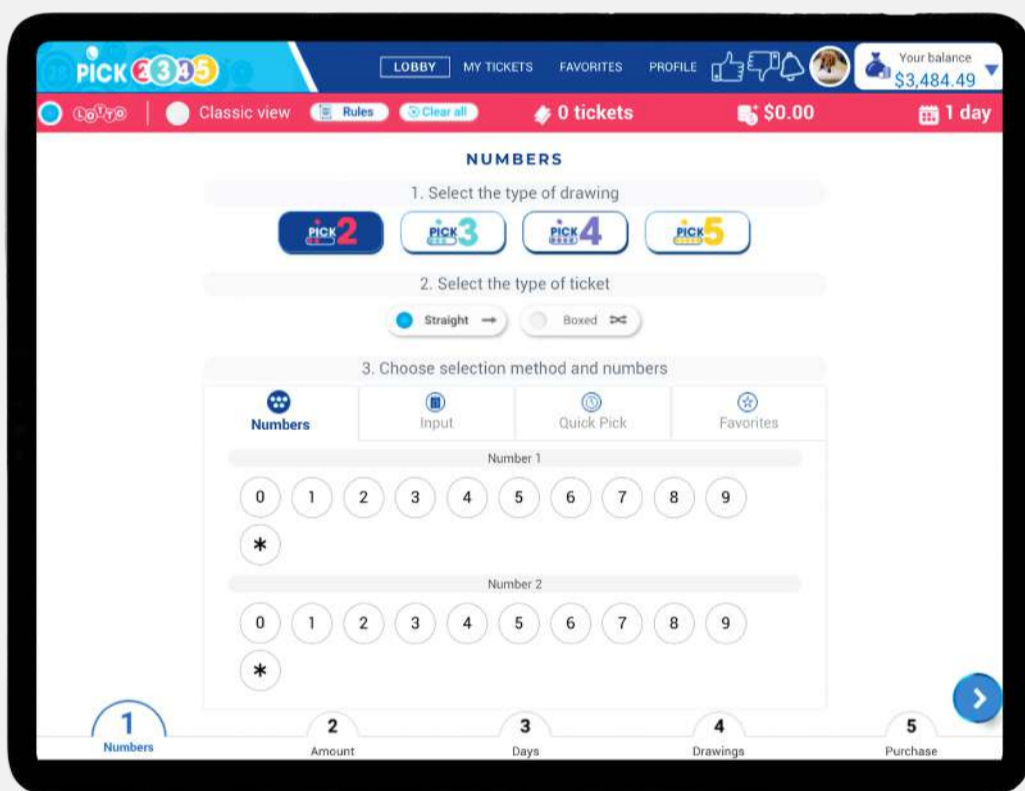 PICK 2345
LOBBY MY TICKETS FAVORITES PROFILE
Your balance
$3,484.49
LOTTO Classic view Rules Clear all 0 tickets $0.00 1 day
NUMBERS
1. Select the type of drawing
PICK 2 PICK 3 PICK 4 PICK 5
2. Select the type of ticket
Straight Boxed
3. Choose selection method and numbers
Numbers Input Quick Pick Favorites
Number 1
0 1 2 3 4 5 6 7 8 9
*
Number 2
0 1 2 3 4 5 6 7 8 9
*
1 2 3 4 5
Numbers Amount Days Drawings Purchase